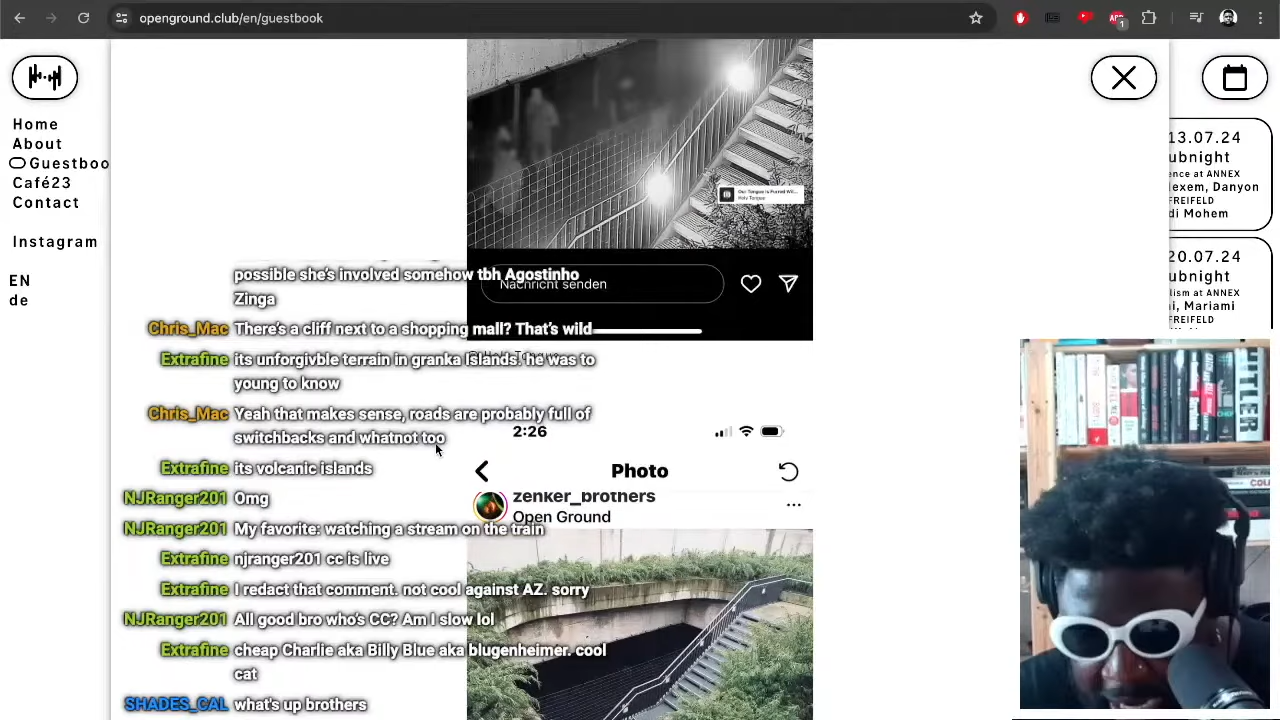 openground.club/en/guestbook
1
Home
About
Guestboo
Café23
Contact
Instagram
EN
de
13.07.24
ubnight
ence at ANNEX
lexem, Danyon
FREIFELD
di Mohem
20.07.24
ubnight
lism at ANNEX
i, Mariami
FREIFELD
Nachricht senden
possible she's involved somehow tbh Agostinho
Zinga
Chris_Mac There's a cliff next to a shopping mall? That's wild
Extrafine its unforgivble terrain in granka islands. he was to
young to know
Chris_Mac Yeah that makes sense, roads are probably full of
switchbacks and whatnot too
Extrafine its volcanic islands
NJRanger201 Omg
NJRanger201 My favorite: watching a stream on the train
Extrafine njranger201 cc is live
Extrafine I redact that comment. not cool against AZ. sorry
NJRanger201 All good bro who's CC? Am I slow lol
Extrafine cheap Charlie aka Billy Blue aka blugenheimer. cool
cat
SHADES_CAL what's up brothers
2:26
Photo
zenker_brothers
Open Ground